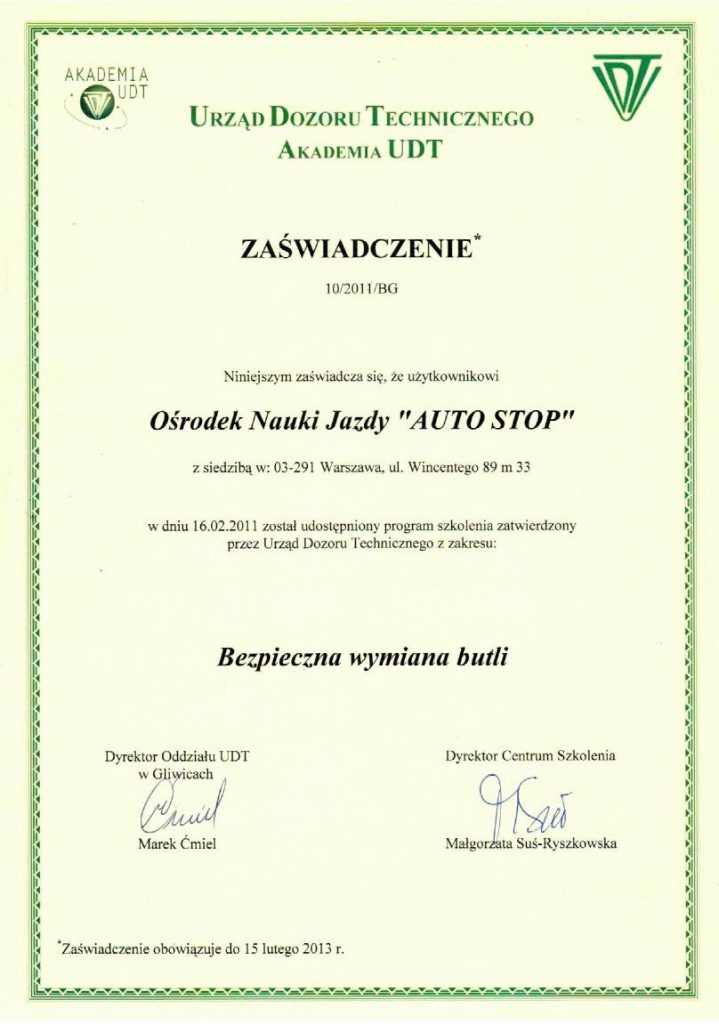 AKADEMIA
UDT
UDT
URZĄD DOZORU TECHNICZNEGO
AKADEMIA UDT
ZAŚWIADCZENIE*
10/2011/BG
Niniejszym zaświadcza się, że użytkownikowi
Ośrodek Nauki Jazdy "AUTO STOP"
z siedzibą w: 03-291 Warszawa, ul. Wincentego 89 m 33
w dniu 16.02.2011 został udostępniony program szkolenia zatwierdzony
przez Urząd Dozoru Technicznego z zakresu:
Bezpieczna wymiana butli
Dyrektor Oddziału UDT
w Gliwicach
Ćmiel
Marek Ćmiel
Dyrektor Centrum Szkolenia
Małgorzata Suś-Ryszkowska
*Zaświadczenie obowiązuje do 15 lutego 2013 r.